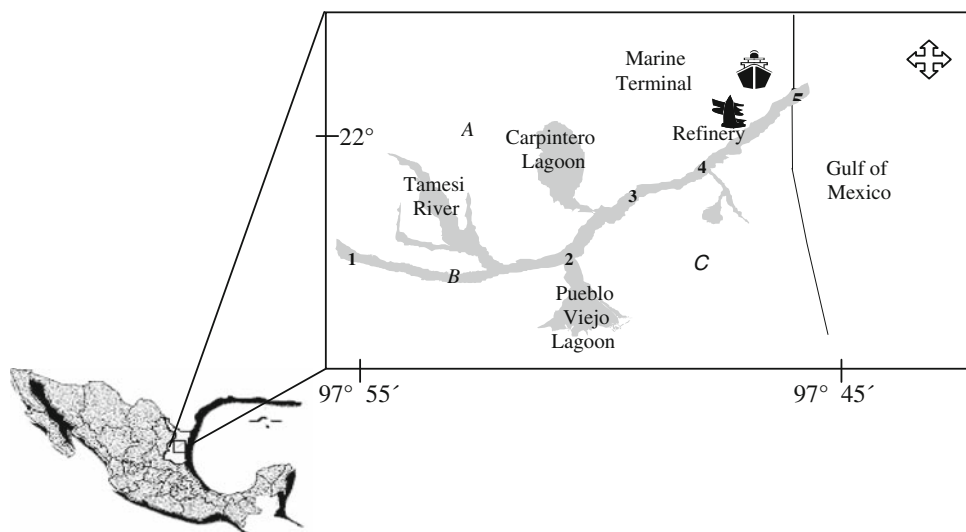 Marine
Terminal
Refinery
22°
A
Carpintero
Lagoon
Tamesi
River
Gulf of
Mexico
1
B
2
3
4
5
C
Pueblo
Viejo
Lagoon
97° 55´
97° 45´